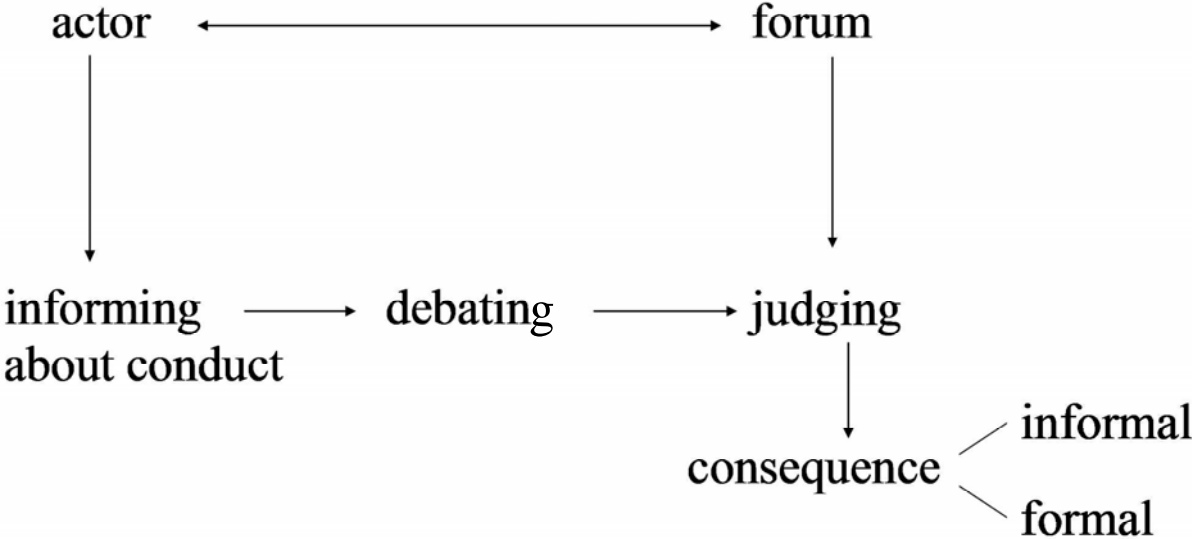 actor
forum
informing
about conduct
debating
judging
consequence
informal
formal